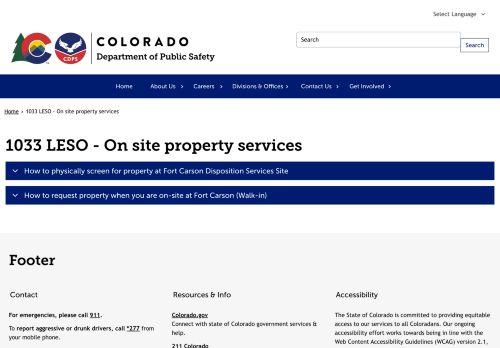 Select Language
COLORADO
Department of Public Safety
CDPS
Search
Search
Home
About Us
Careers
Divisions & Offices
Contact Us
Get Involved
Home › 1033 LESO - On site property services
1033 LESO - On site property services
How to physically screen for property at Fort Carson Disposition Services Site
How to request property when you are on-site at Fort Carson (Walk-in)
Footer
Contact
For emergencies, please call 911.
To report aggressive or drunk drivers, call *277 from
your mobile phone.
Resources & Info
Colorado.gov
Connect with state of Colorado government services &
help.
211 Colorado
Accessibility
The State of Colorado is committed to providing equitable
access to our services to all Coloradans. Our ongoing
accessibility effort works towards being in line with the
Web Content Accessibility Guidelines (WCAG) version 2.1,